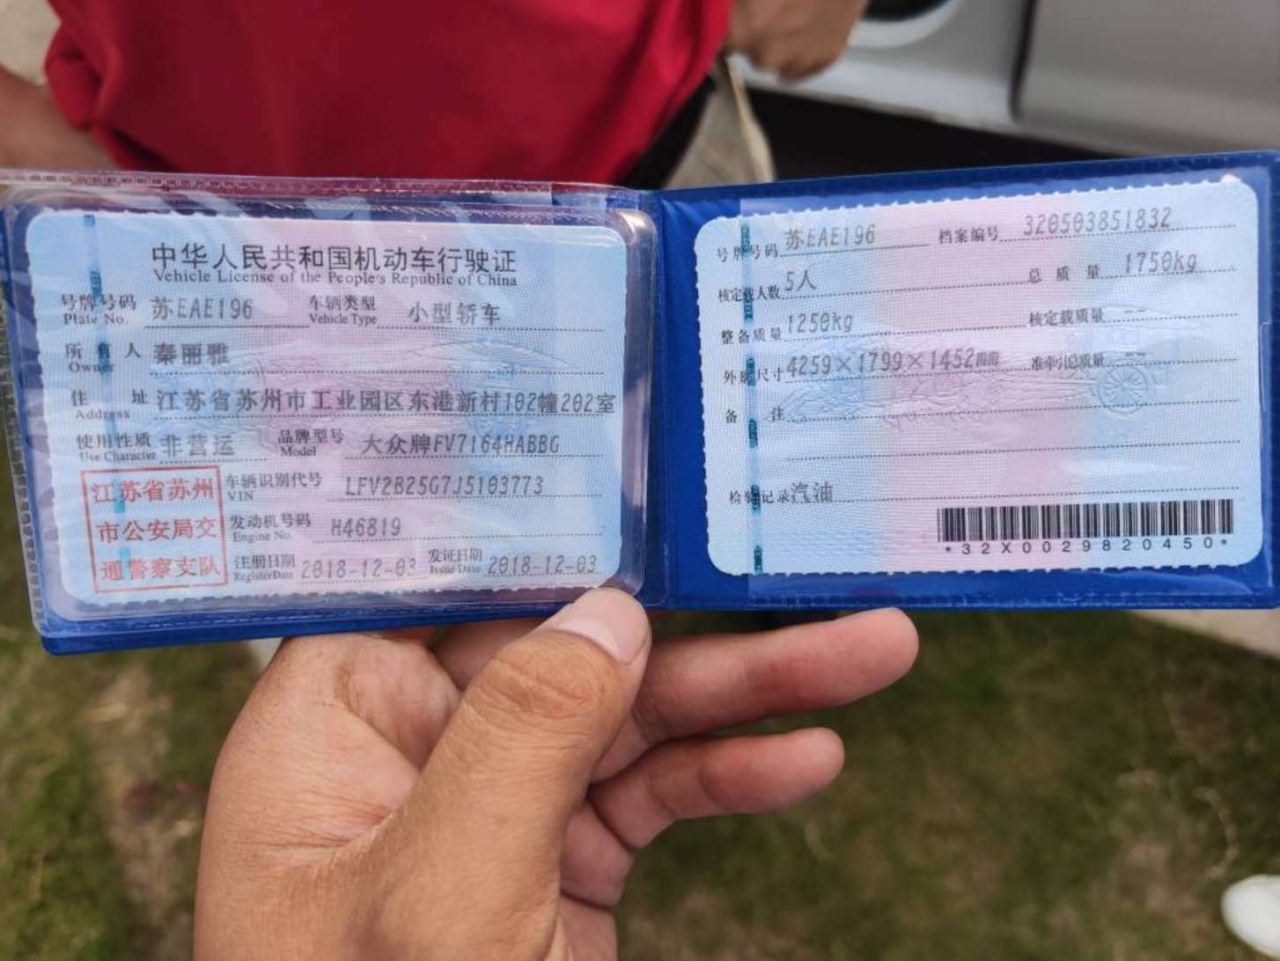 中华人民共和国机动车行驶证
Vehicle License of the People's Republic of China
号牌号码 苏EAE196 车辆类型 小型轿车
Plate No. Vehicle Type
所有人 秦丽雅
Owner
住址 江苏省苏州市工业园区东港新村102幢202室
Address
使用性质 非营运 品牌型号 大众牌FV7164HABBG
Use Character Model
江苏省苏州
市公安局交
通警察支队
车辆识别代号 LFV2B25G7J5103773
VIN
发动机号码 H46819
Engine No.
注册日期 2018-12-03 发证日期 2018-12-03
Register Date Issue Date
号牌号码 苏EAE196 档案编号 320503851832
核定载人数 5人 总质量 1750kg
整备质量 1250kg 核定载质量 --
外廓尺寸 4259×1799×1452毫米 准牵引总质量 --
备注
检验记录 汽油
*32X0029820450*